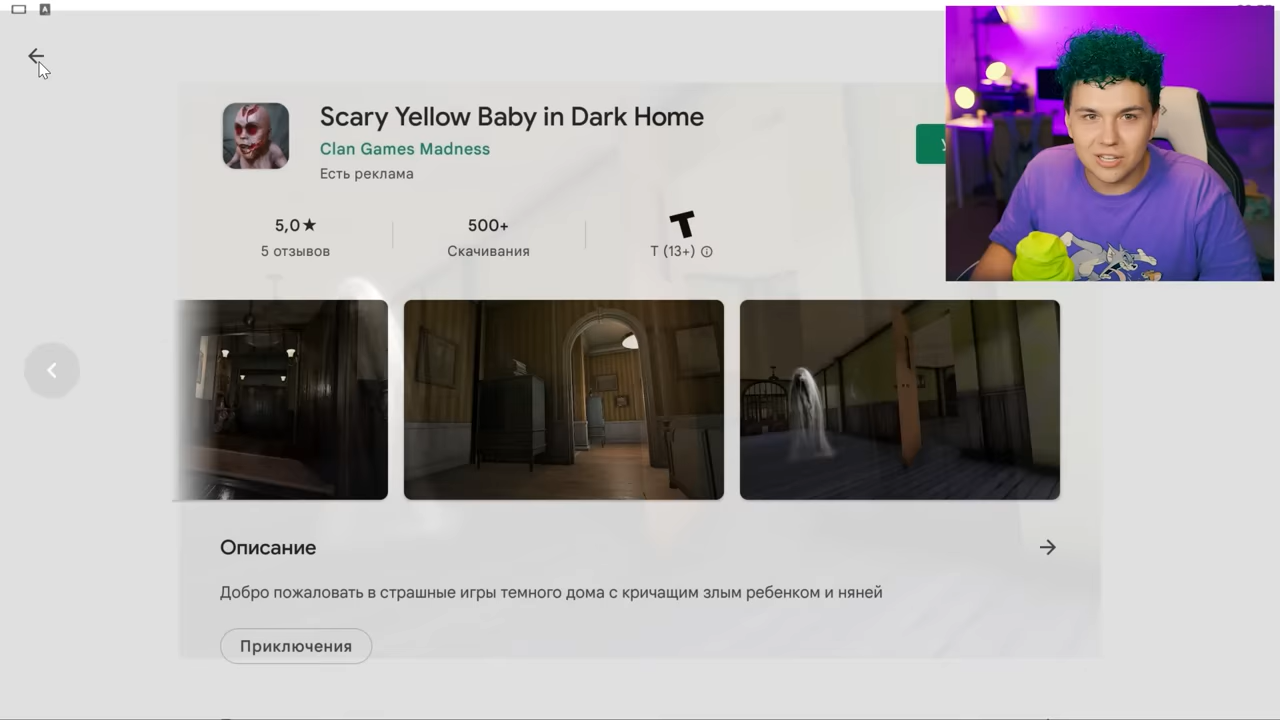 Scary Yellow Baby in Dark Home
Clan Games Madness
Есть реклама
5,0★
5 отзывов
500+
Скачивания
T
T (13+)
Описание
Добро пожаловать в страшные игры темного дома с кричащим злым ребенком и няней
Приключения